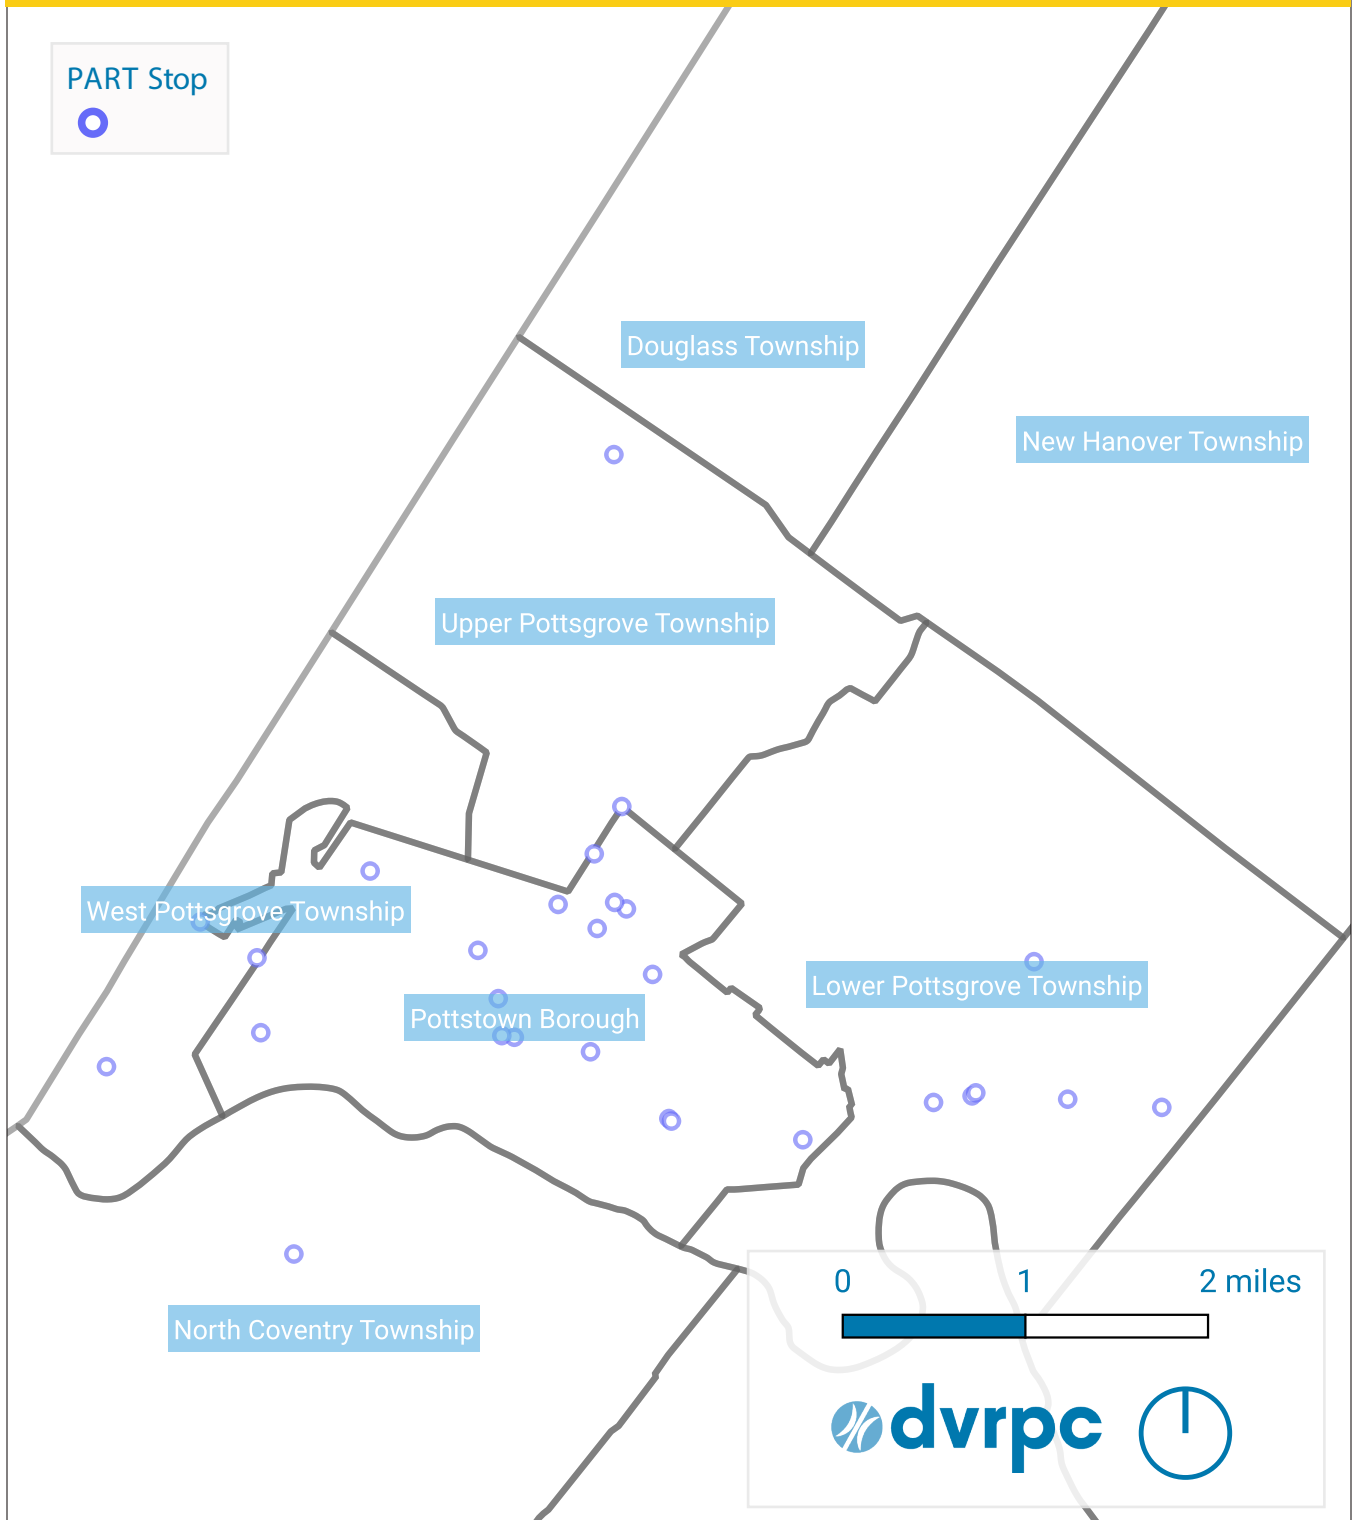 PART Stop
Douglass Township
New Hanover Township
Upper Pottsgrove Township
West Pottsgrove Township
Lower Pottsgrove Township
Pottstown Borough
North Coventry Township
0 1 2 miles
dvrpc